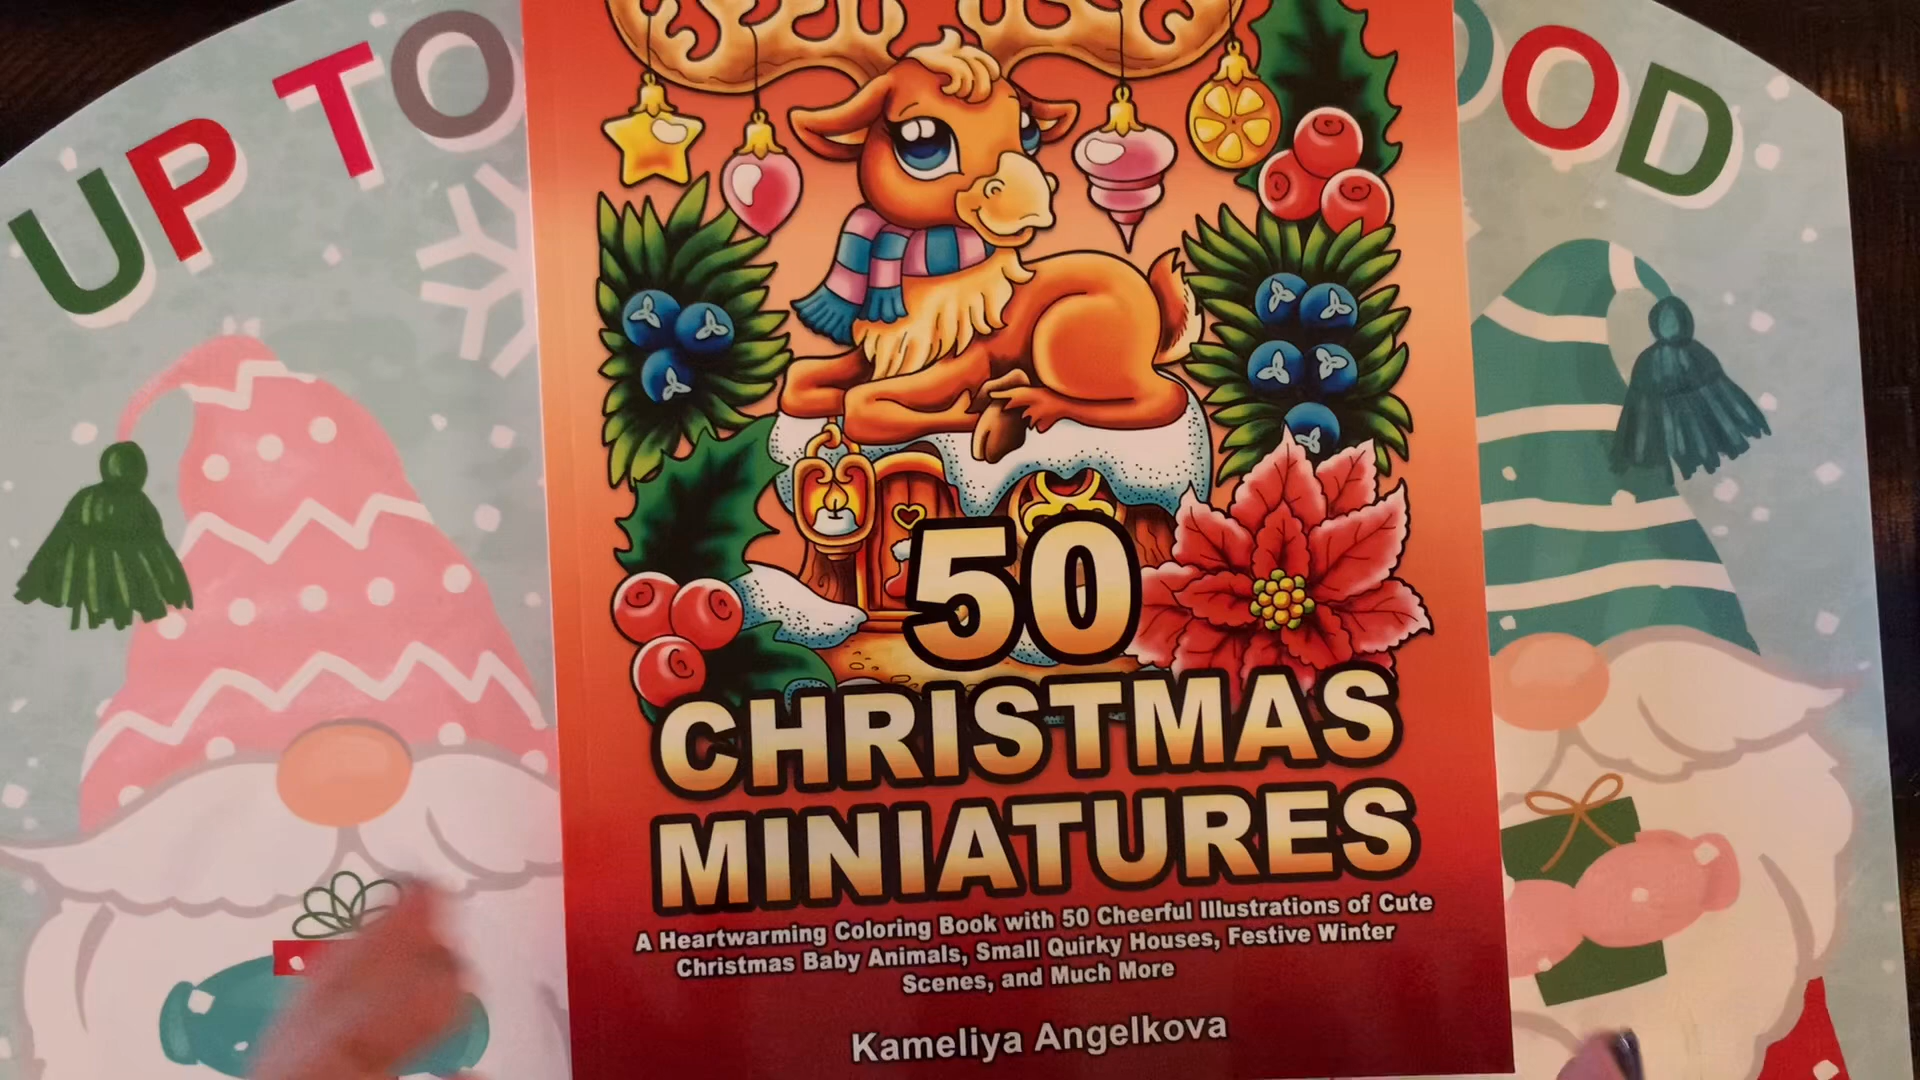 UP TO
OOD
50
CHRISTMAS
MINIATURES
A Heartwarming Coloring Book with 50 Cheerful Illustrations of Cute
Christmas Baby Animals, Small Quirky Houses, Festive Winter
Scenes, and Much More
Kameliya Angelkova